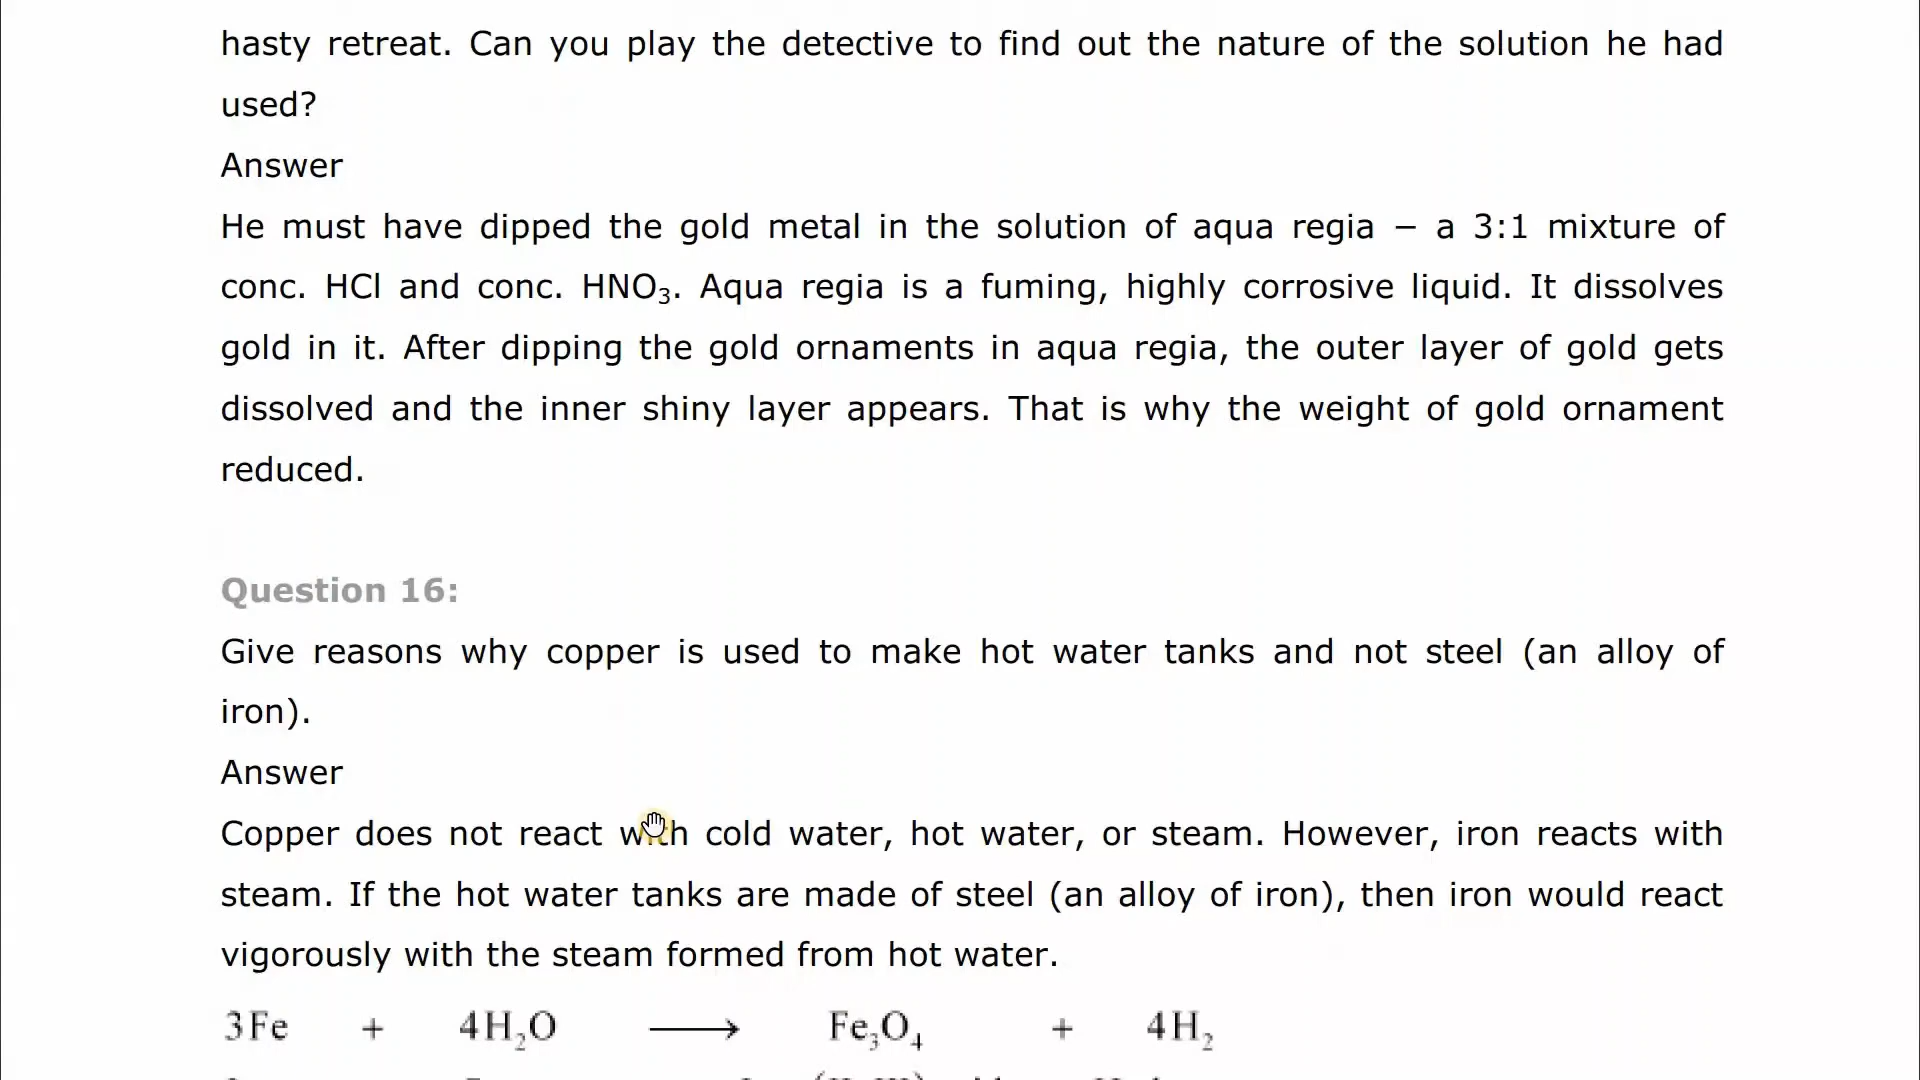 hasty retreat. Can you play the detective to find out the nature of the solution he had
used?
Answer
He must have dipped the gold metal in the solution of aqua regia − a 3:1 mixture of
conc. HCl and conc. HNO₃. Aqua regia is a fuming, highly corrosive liquid. It dissolves
gold in it. After dipping the gold ornaments in aqua regia, the outer layer of gold gets
dissolved and the inner shiny layer appears. That is why the weight of gold ornament
reduced.
Question 16:
Give reasons why copper is used to make hot water tanks and not steel (an alloy of
iron).
Answer
Copper does not react with cold water, hot water, or steam. However, iron reacts with
steam. If the hot water tanks are made of steel (an alloy of iron), then iron would react
vigorously with the steam formed from hot water.
3Fe + 4H₂O ⟶ Fe₃O₄ + 4H₂